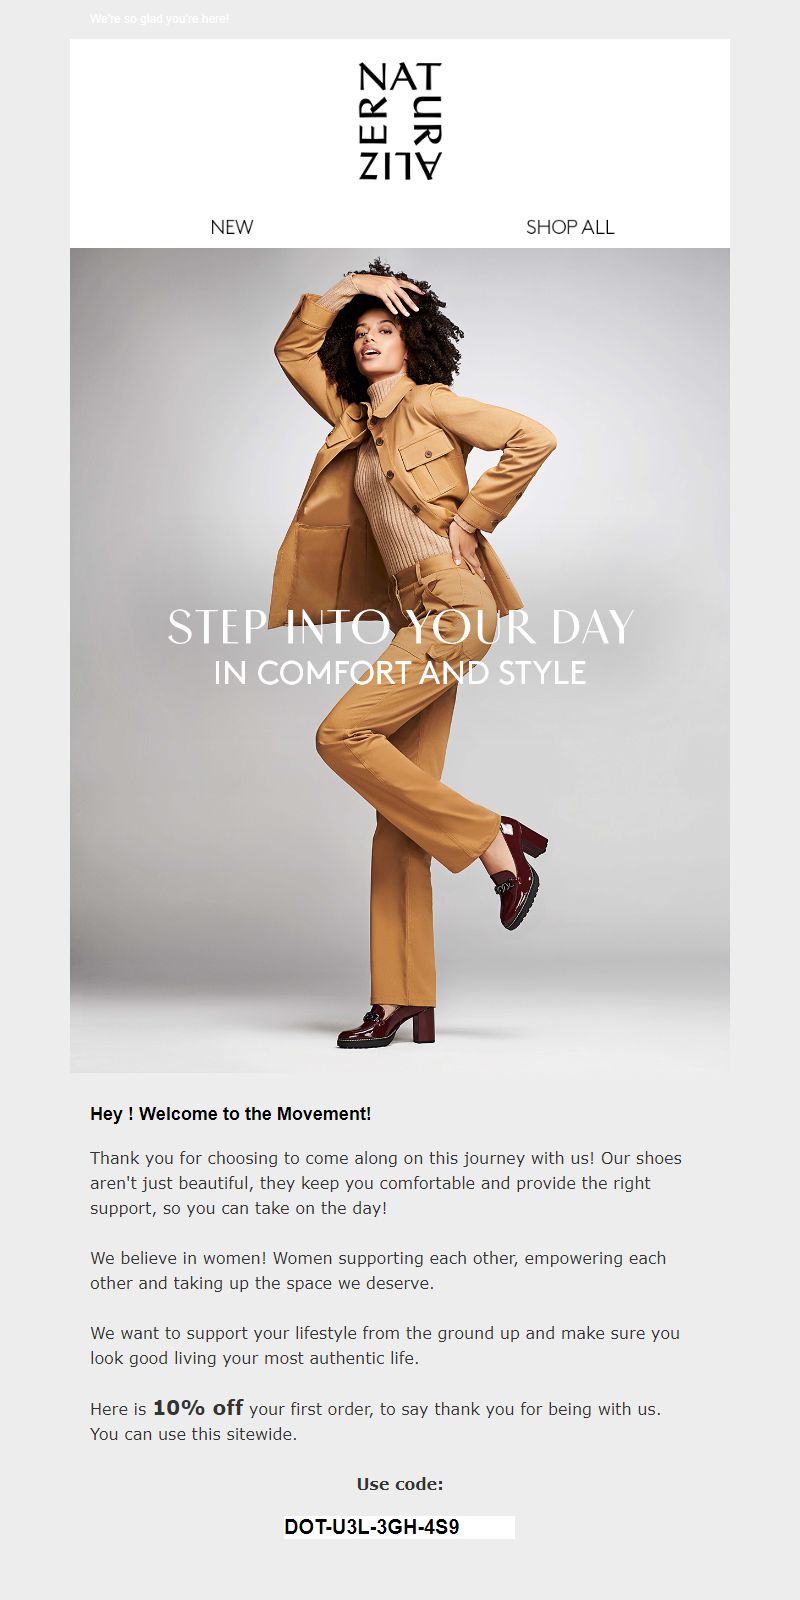 We're so glad you're here!
NATURALIZER
NEW
SHOP ALL
STEP INTO YOUR DAY
IN COMFORT AND STYLE
Hey ! Welcome to the Movement!
Thank you for choosing to come along on this journey with us! Our shoes
aren't just beautiful, they keep you comfortable and provide the right
support, so you can take on the day!
We believe in women! Women supporting each other, empowering each
other and taking up the space we deserve.
We want to support your lifestyle from the ground up and make sure you
look good living your most authentic life.
Here is 10% off your first order, to say thank you for being with us.
You can use this sitewide.
Use code:
DOT-U3L-3GH-4S9